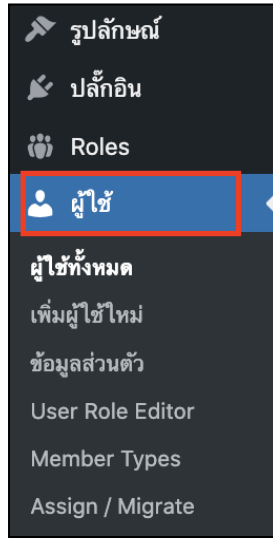 รูปลักษณ์
ปลั๊กอิน
Roles
ผู้ใช้
ผู้ใช้ทั้งหมด
เพิ่มผู้ใช้ใหม่
ข้อมูลส่วนตัว
User Role Editor
Member Types
Assign / Migrate